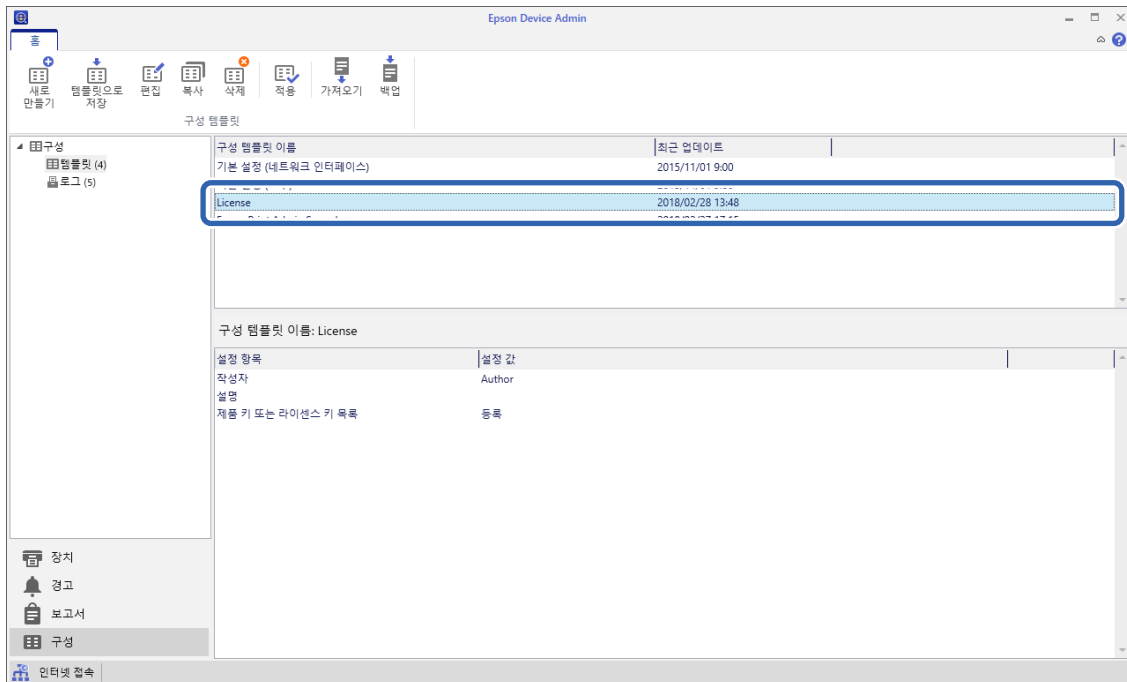 Epson Device Admin
홈
새로
만들기
템플릿으로
저장
편집
복사
삭제
적용
가져오기
백업
구성 템플릿
구성
템플릿 (4)
로그 (5)
구성 템플릿 이름 최근 업데이트
기본 설정 (네트워크 인터페이스) 2015/11/01 9:00
License 2018/02/28 13:48
구성 템플릿 이름: License
설정 항목 설정 값
작성자 Author
설명
제품 키 또는 라이센스 키 목록 등록
장치
경고
보고서
구성
인터넷 접속